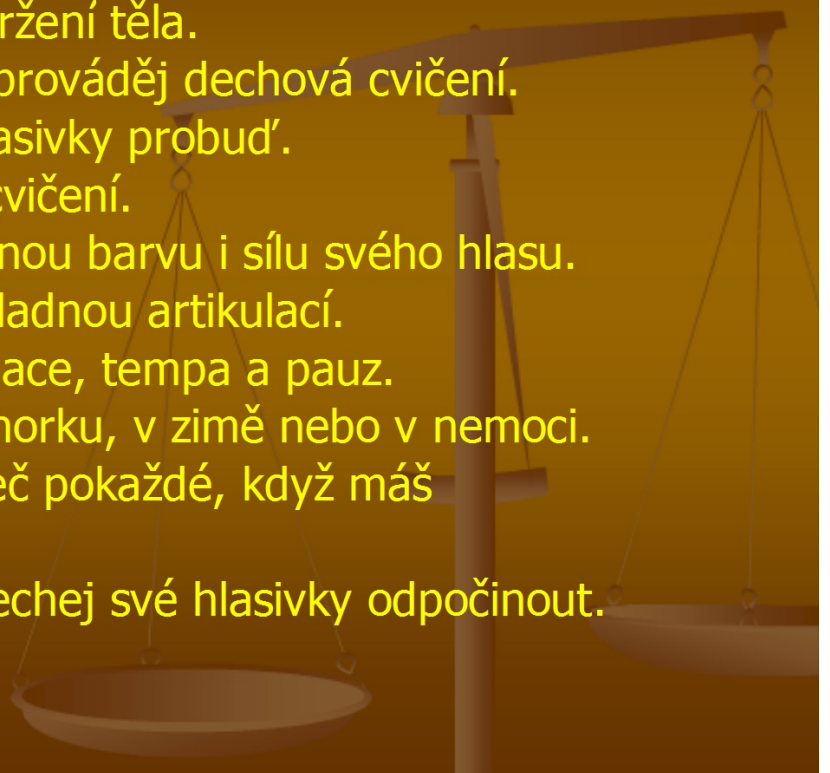 ržení těla.
prováděj dechová cvičení.
asivky probuď.
cvičení.
nou barvu i sílu svého hlasu.
ladnou artikulací.
ace, tempa a pauz.
horku, v zimě nebo v nemoci.
eč pokaždé, když máš
echej své hlasivky odpočinout.